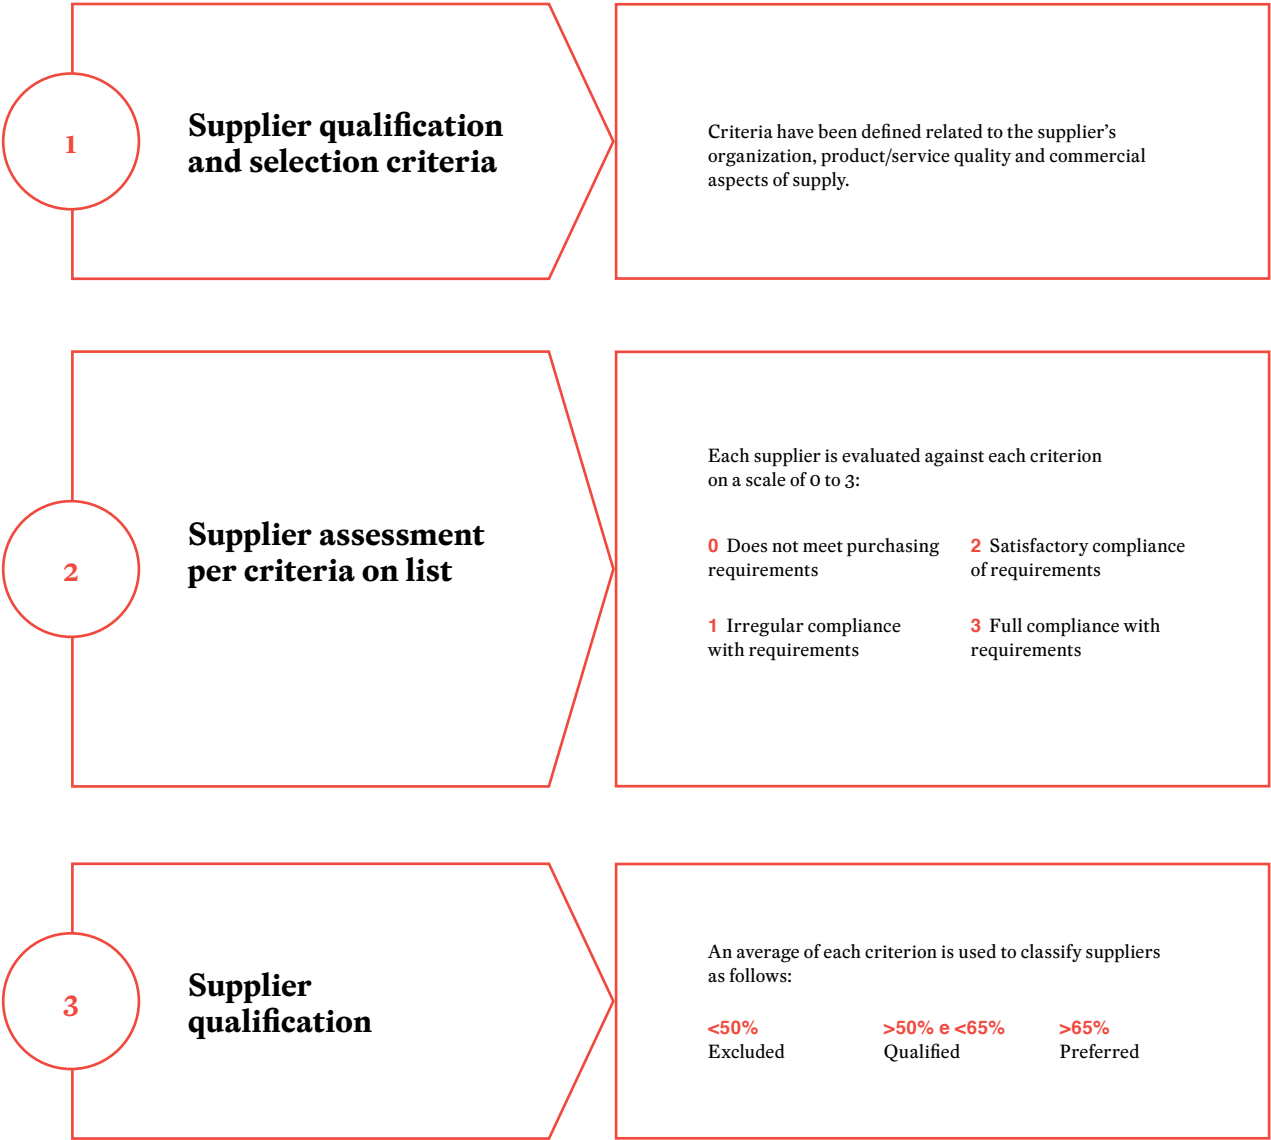 1
Supplier qualification
and selection criteria
Criteria have been defined related to the supplier’s
organization, product/service quality and commercial
aspects of supply.
2
Supplier assessment
per criteria on list
Each supplier is evaluated against each criterion
on a scale of 0 to 3:
0 Does not meet purchasing
requirements
1 Irregular compliance
with requirements
2 Satisfactory compliance
of requirements
3 Full compliance with
requirements
3
Supplier
qualification
An average of each criterion is used to classify suppliers
as follows:
<50%
Excluded
>50% e <65%
Qualified
>65%
Preferred